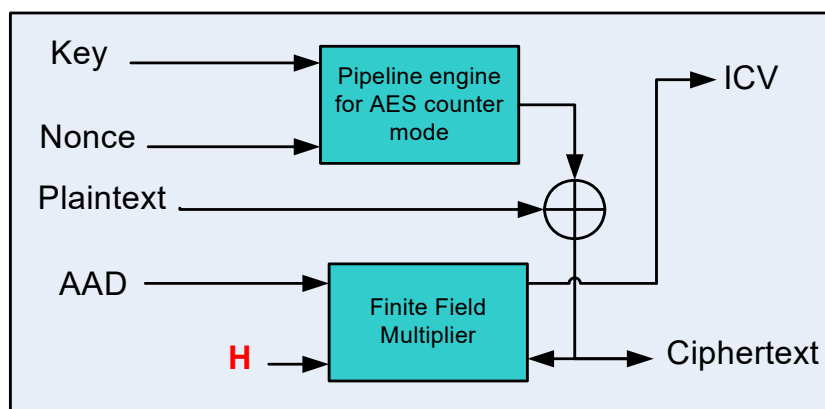 Key
Nonce
Plaintext
AAD
H
Pipeline engine
for AES counter
mode
Finite Field
Multiplier
ICV
Ciphertext